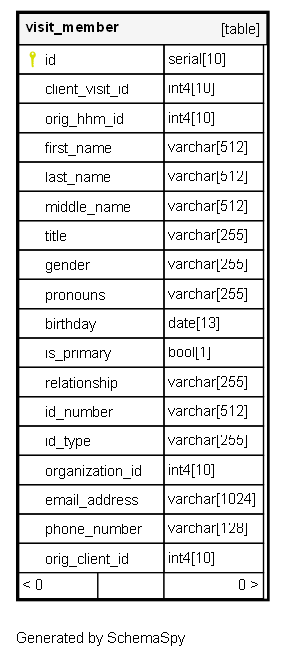 visit_member [table]
id serial[10]
client_visit_id int4[10]
orig_hhm_id int4[10]
first_name varchar[512]
last_name varchar[512]
middle_name varchar[512]
title varchar[255]
gender varchar[255]
pronouns varchar[255]
birthday date[13]
is_primary bool[1]
relationship varchar[255]
id_number varchar[512]
id_type varchar[255]
organization_id int4[10]
email_address varchar[1024]
phone_number varchar[128]
orig_client_id int4[10]
< 0 0 >
Generated by SchemaSpy